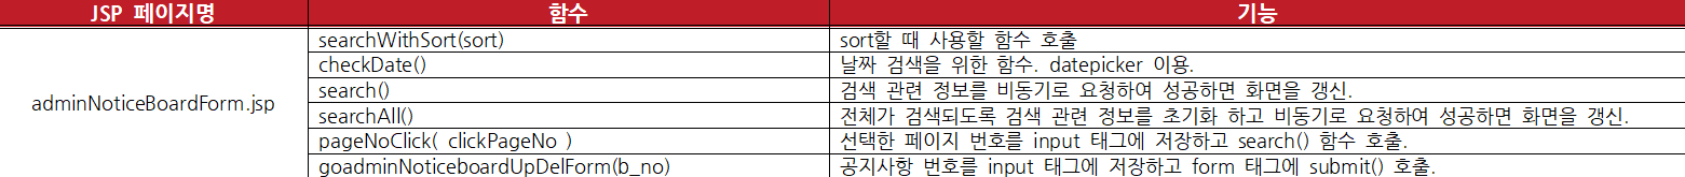 JSP 페이지명 함수 기능
searchWithSort(sort) sort할 때 사용할 함수 호출
checkDate() 날짜 검색을 위한 함수. datepicker 이용.
search() 검색 관련 정보를 비동기로 요청하여 성공하면 화면을 갱신.
adminNoticeBoardForm.jsp
searchAll() 전체가 검색되도록 검색 관련 정보를 초기화 하고 비동기로 요청하여 성공하면 화면을 갱신.
pageNoClick( clickPageNo ) 선택한 페이지 번호를 input 태그에 저장하고 search() 함수 호출.
goadminNoticeboardUpDelForm(b_no) 공지사항 번호를 input 태그에 저장하고 form 태그에 submit() 호출.